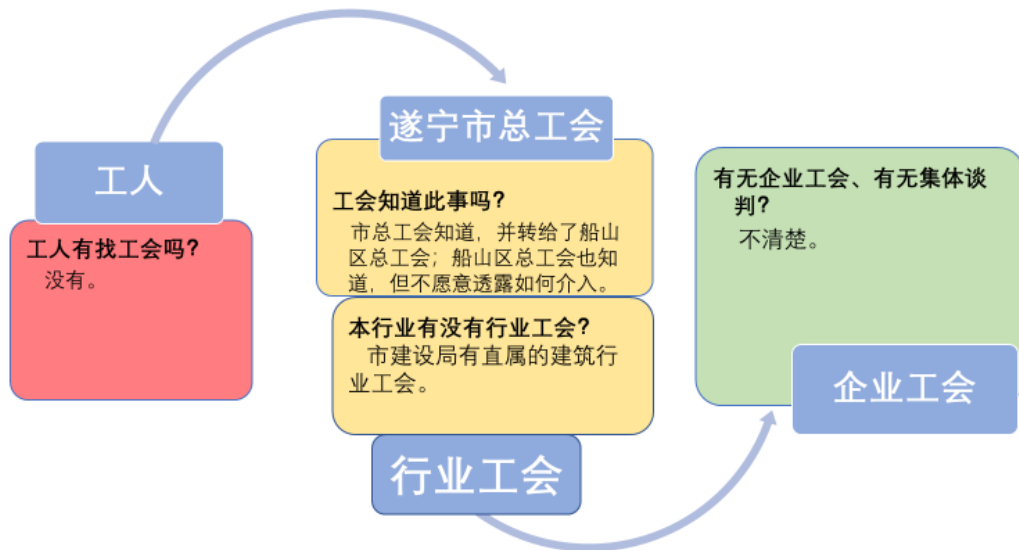 工人
工人有找工会吗？
没有。
遂宁市总工会
工会知道此事吗？
市总工会知道，并转给了船山
区总工会；船山区总工会也知
道，但不愿意透露如何介入。
本行业有没有行业工会？
市建设局有直属的建筑行
业工会。
行业工会
有无企业工会、有无集体谈
判？
不清楚。
企业工会